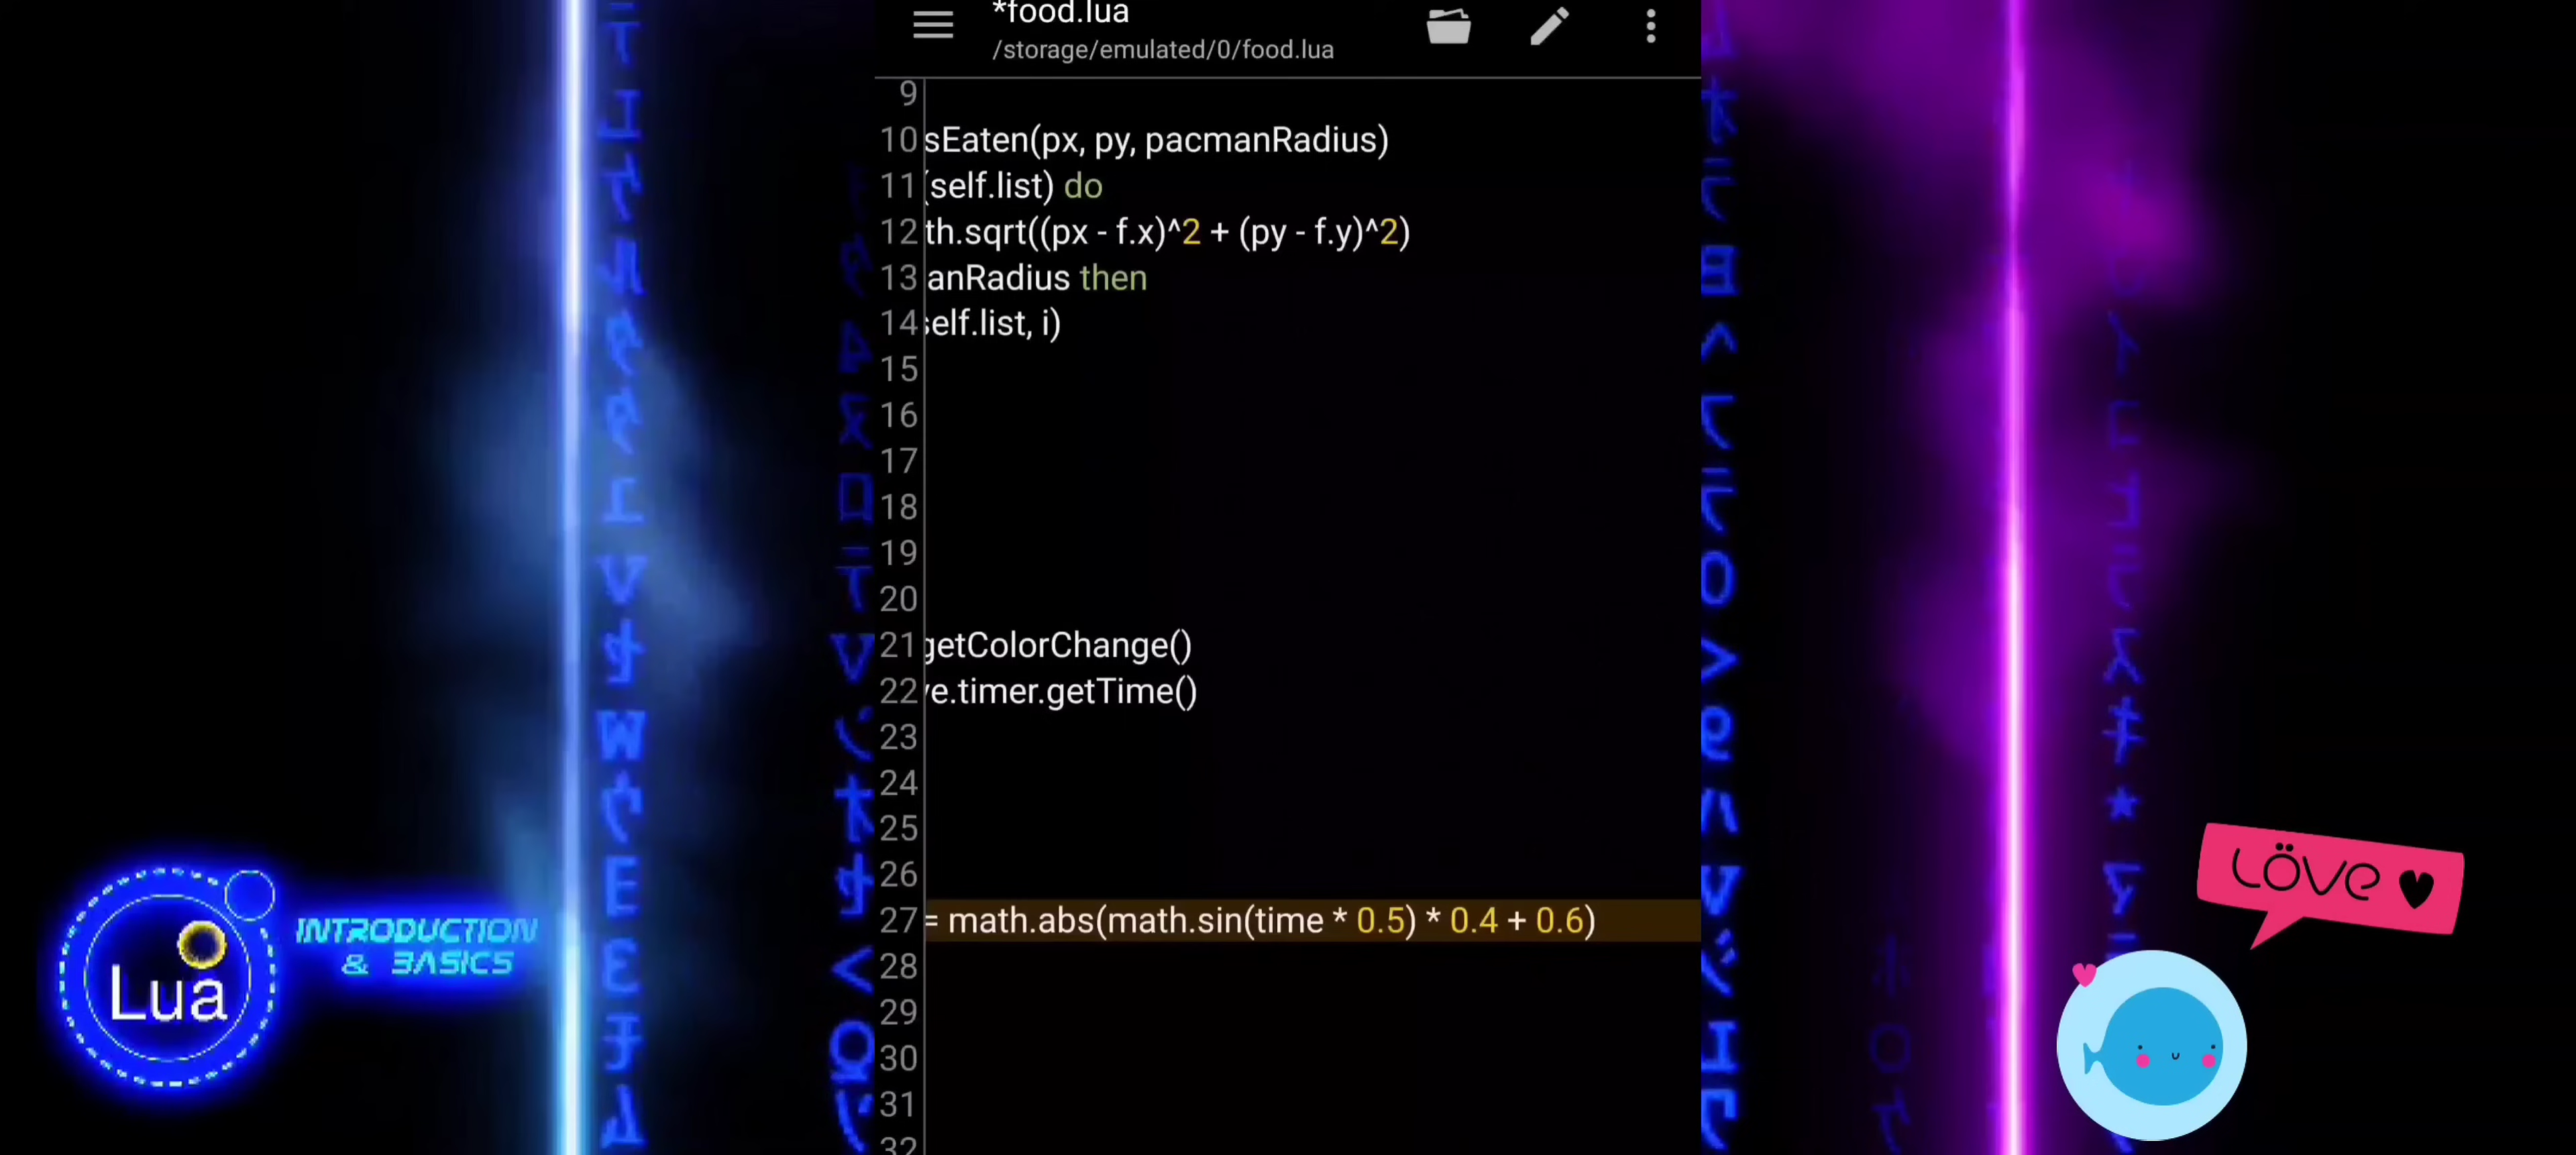 *food.lua
/storage/emulated/0/food.lua
9
10 sEaten(px, py, pacmanRadius)
11 (self.list) do
12 th.sqrt((px - f.x)^2 + (py - f.y)^2)
13 anRadius then
14 self.list, i)
15
16
17
18
19
20
21 getColorChange()
22 ve.timer.getTime()
23
24
25
26
27 = math.abs(math.sin(time * 0.5) * 0.4 + 0.6)
28
29
30
31
32
Lua
INTRODUCTION
& BASICS
LÖVE